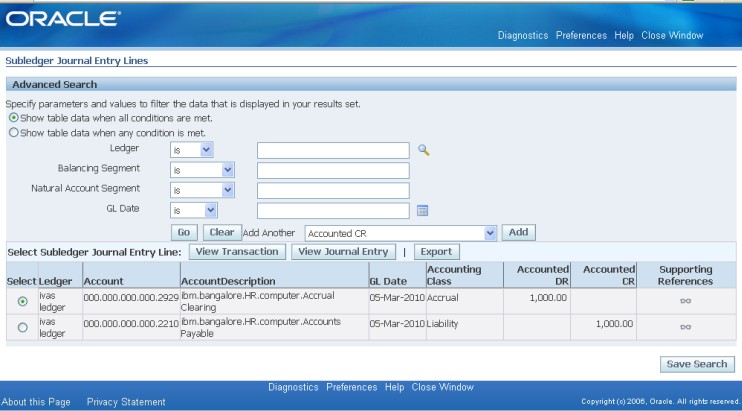 ORACLE
Diagnostics Preferences Help Close Window
Subledger Journal Entry Lines
Advanced Search
Specify parameters and values to filter the data that is displayed in your results set.
Show table data when all conditions are met.
Show table data when any condition is met.
Ledger is
Balancing Segment is
Natural Account Segment is
GL Date is
Go Clear Add Another Accounted CR Add
Select Subledger Journal Entry Line: View Transaction View Journal Entry | Export
Select Ledger Account AccountDescription GL Date Accounting Class Accounted DR Accounted CR Supporting References
ivas ledger 000.000.000.000.2929 ibm.bangalore.HR.computer.Accrual Clearing 05-Mar-2010 Accrual 1,000.00
ivas ledger 000.000.000.000.2210 ibm.bangalore.HR.computer.Accounts Payable 05-Mar-2010 Liability 1,000.00
Save Search
Diagnostics Preferences Help Close Window
About this Page Privacy Statement Copyright (c) 2006, Oracle. All rights reserved.